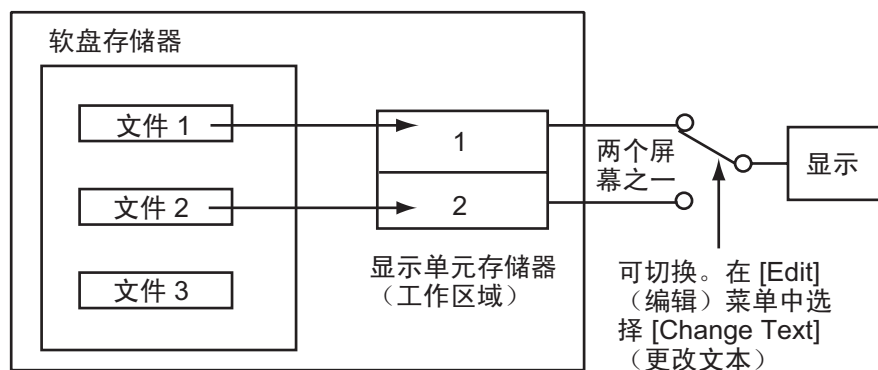 软盘存储器
文件 1
文件 2
文件 3
1
2
显示单元存储器
（工作区域）
两个屏
幕之一
显示
可切换。在 [Edit]
（编辑）菜单中选
择 [Change Text]
（更改文本）